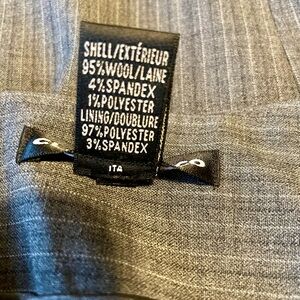 SHELL/EXTÉRIEUR
95%WOOL/LAINE
4%SPANDEX
1%POLYESTER
LINING/DOUBLURE
97%POLYESTER
3%SPANDEX
ITA